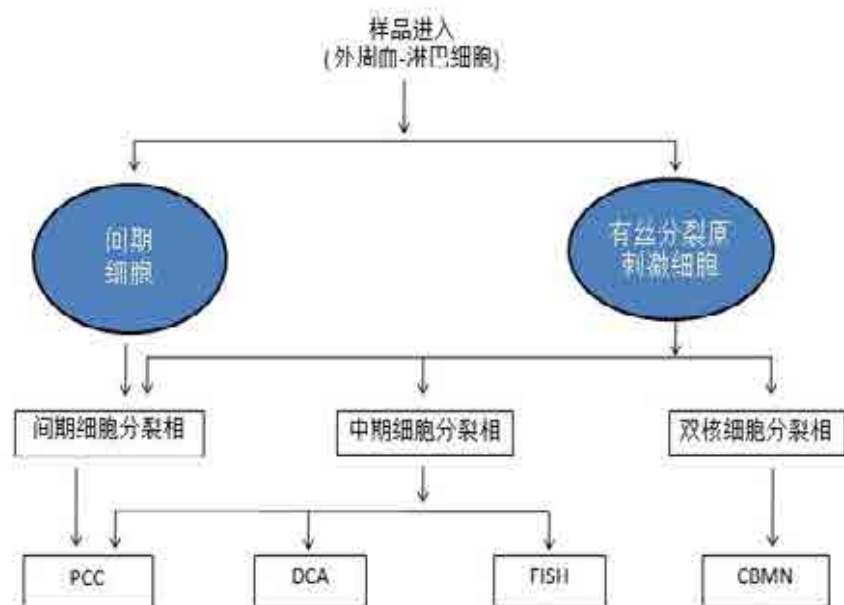 样品进入
(外周血-淋巴细胞)
间期
细胞
有丝分裂原
刺激细胞
间期细胞分裂相
中期细胞分裂相
双核细胞分裂相
PCC
DCA
FISH
CBMN